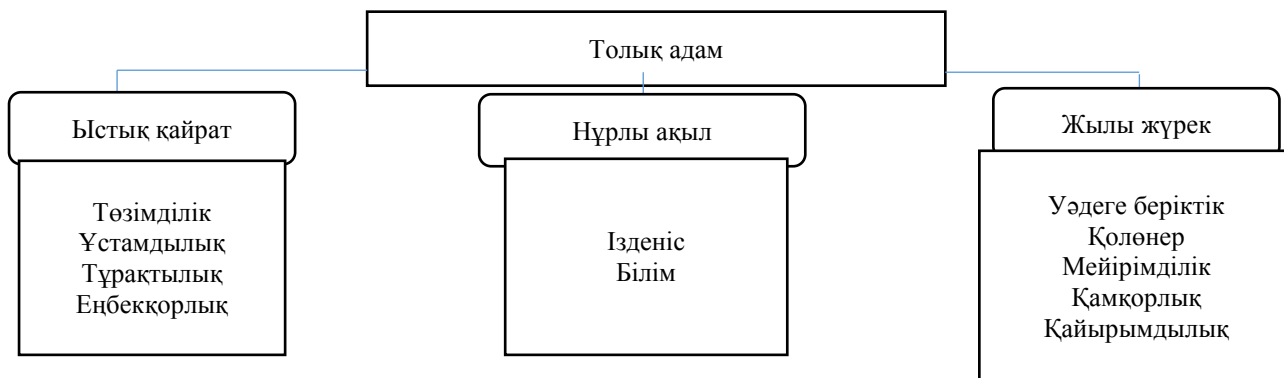 Толық адам
Ыстық қайрат
Төзімділік
Ұстамдылық
Тұрақтылық
Еңбекқорлық
Нұрлы ақыл
Ізденіс
Білім
Жылы жүрек
Уәдеге беріктік
Қолөнер
Мейірімділік
Қамқорлық
Қайырымдылық